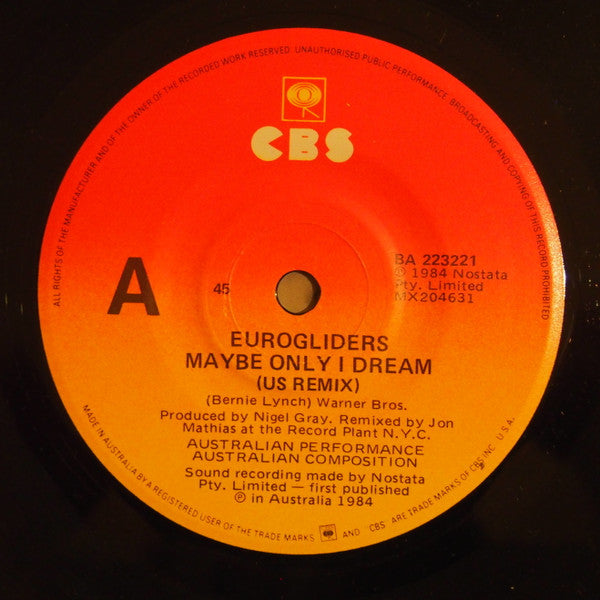 ALL RIGHTS OF THE MANUFACTURER AND OF THE OWNER OF THE RECORDED WORK RESERVED. UNAUTHORISED PUBLIC PERFORMANCE, BROADCASTING AND COPYING OF THIS RECORD PROHIBITED
CBS
A
45
BA 223221
℗ 1984 Nostata
Pty. Limited
MX204631
EUROGLIDERS
MAYBE ONLY I DREAM
(US REMIX)
(Bernie Lynch) Warner Bros.
Produced by Nigel Gray. Remixed by Jon
Mathias at the Record Plant N.Y.C.
AUSTRALIAN PERFORMANCE
AUSTRALIAN COMPOSITION
Sound recording made by Nostata
Pty. Limited — first published
℗ in Australia 1984
MADE IN AUSTRALIA BY A REGISTERED USER OF THE TRADE MARKS AND "CBS" ARE TRADE MARKS OF CBS INC. U.S.A.